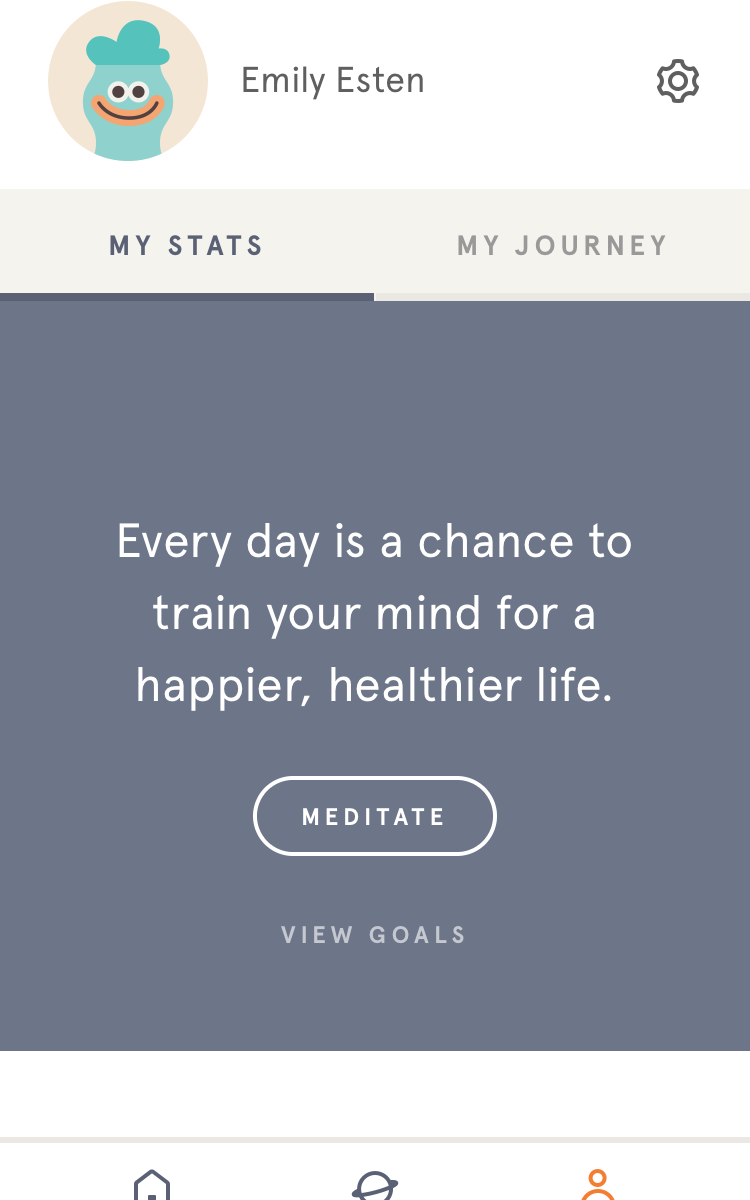 Emily Esten
MY STATS
MY JOURNEY
Every day is a chance to
train your mind for a
happier, healthier life.
MEDITATE
VIEW GOALS